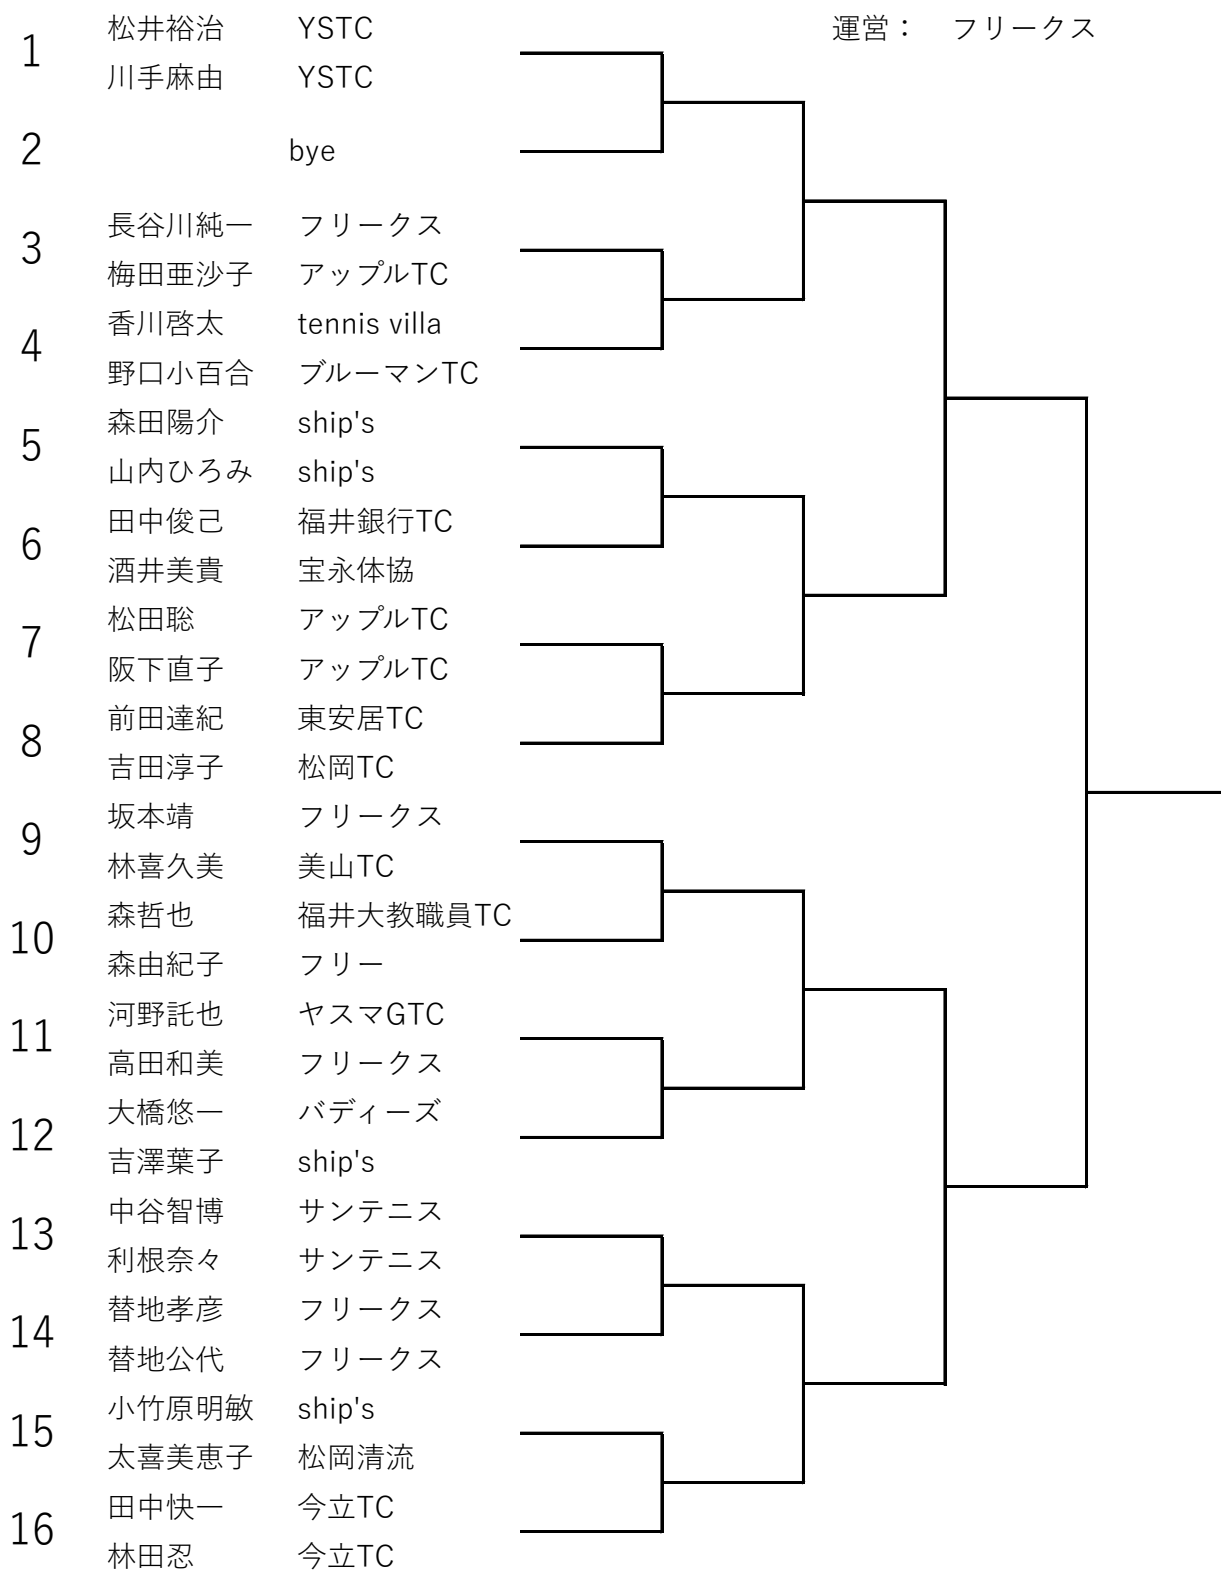 松井裕治 YSTC 運営： フリークス
1
川手麻由 YSTC
2 bye
長谷川純一 フリークス
3
梅田亜沙子 アップルTC
香川啓太 tennis villa
4
野口小百合 ブルーマンTC
森田陽介 ship's
5
山内ひろみ ship's
田中俊己 福井銀行TC
6
酒井美貴 宝永体協
松田聡 アップルTC
7
阪下直子 アップルTC
前田達紀 東安居TC
8
吉田淳子 松岡TC
坂本靖 フリークス
9
林喜久美 美山TC
森哲也 福井大教職員TC
10
森由紀子 フリー
河野託也 ヤスマGTC
11
高田和美 フリークス
大橋悠一 バディーズ
12
吉澤葉子 ship's
中谷智博 サンテニス
13
利根奈々 サンテニス
替地孝彦 フリークス
14
替地公代 フリークス
小竹原明敏 ship's
15
太喜美恵子 松岡清流
田中快一 今立TC
16
林田忍 今立TC